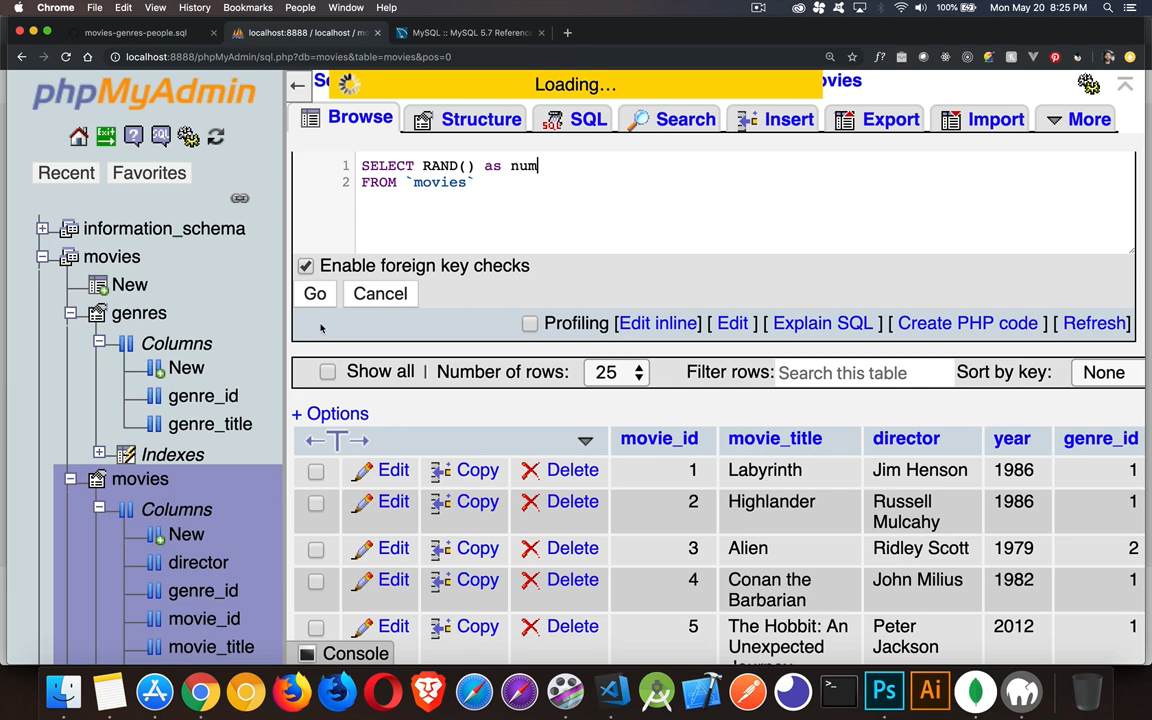 Chrome File Edit View History Bookmarks People Window Help 100% Mon May 20 8:25 PM
movies-genres-people.sql × localhost:8888 / localhost / mo × MySQL :: MySQL 5.7 Referenc × +
localhost:8888/phpMyAdmin/sql.php?db=movies&table=movies&pos=0
phpMyAdmin
Recent Favorites
information_schema
movies
New
genres
Columns
New
genre_id
genre_title
Indexes
movies
Columns
New
director
genre_id
movie_id
movie_title
Loading...
Browse Structure SQL Search Insert Export Import More
1 SELECT RAND() as num
2 FROM `movies`
Enable foreign key checks
Go Cancel
Profiling [Edit inline] [ Edit ] [ Explain SQL ] [ Create PHP code ] [ Refresh]
Show all | Number of rows: 25 Filter rows: Search this table Sort by key: None
+ Options
←T→ movie_id movie_title director year genre_id
Edit Copy Delete 1 Labyrinth Jim Henson 1986 1
Edit Copy Delete 2 Highlander Russell Mulcahy 1986 1
Edit Copy Delete 3 Alien Ridley Scott 1979 2
Edit Copy Delete 4 Conan the Barbarian John Milius 1982 1
Edit Copy Delete 5 The Hobbit: An Unexpected Peter Jackson 2012 1
Console